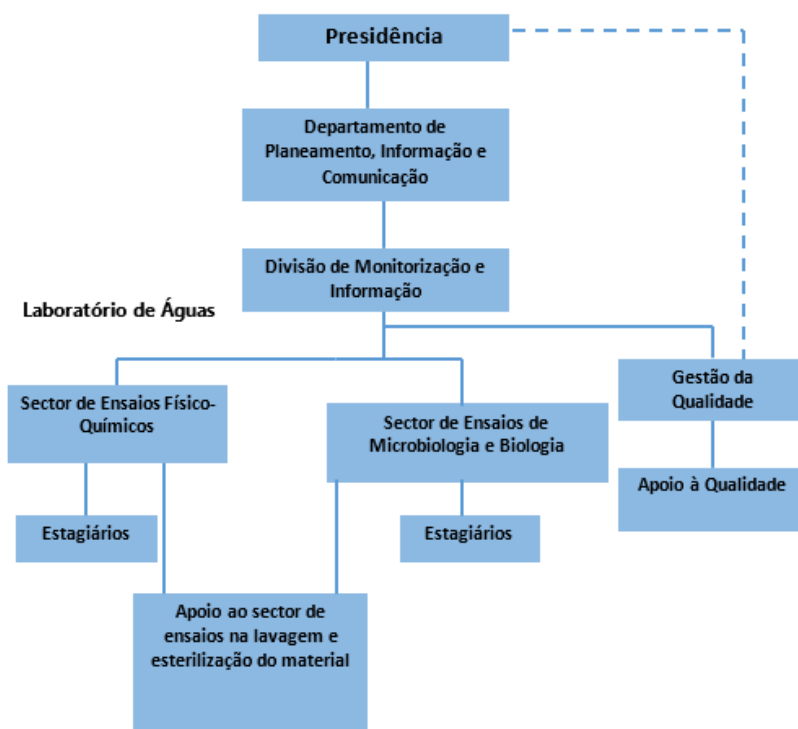 Presidência
Departamento de
Planeamento, Informação e
Comunicação
Divisão de Monitorização e
Informação
Laboratório de Águas
Sector de Ensaios Físico-
Químicos
Sector de Ensaios de
Microbiologia e Biologia
Gestão da
Qualidade
Apoio à Qualidade
Estagiários
Estagiários
Apoio ao sector de
ensaios na lavagem e
esterilização do material